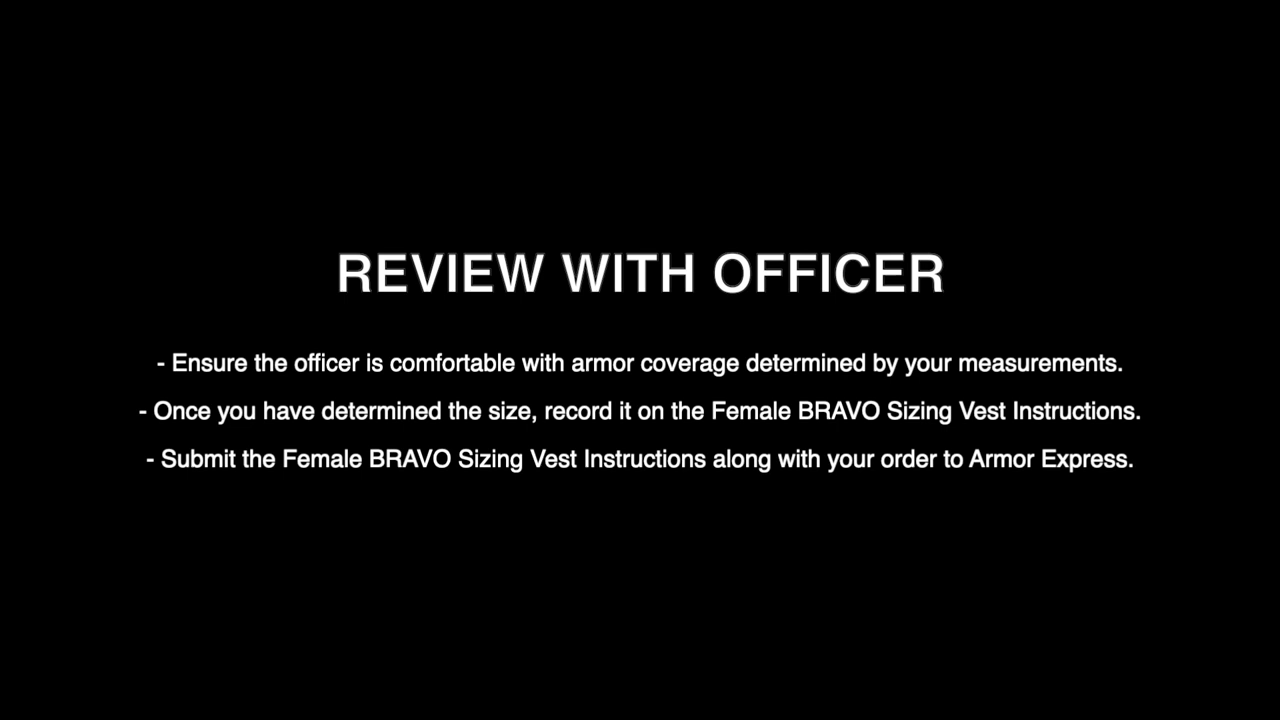 REVIEW WITH OFFICER
- Ensure the officer is comfortable with armor coverage determined by your measurements.
- Once you have determined the size, record it on the Female BRAVO Sizing Vest Instructions.
- Submit the Female BRAVO Sizing Vest Instructions along with your order to Armor Express.